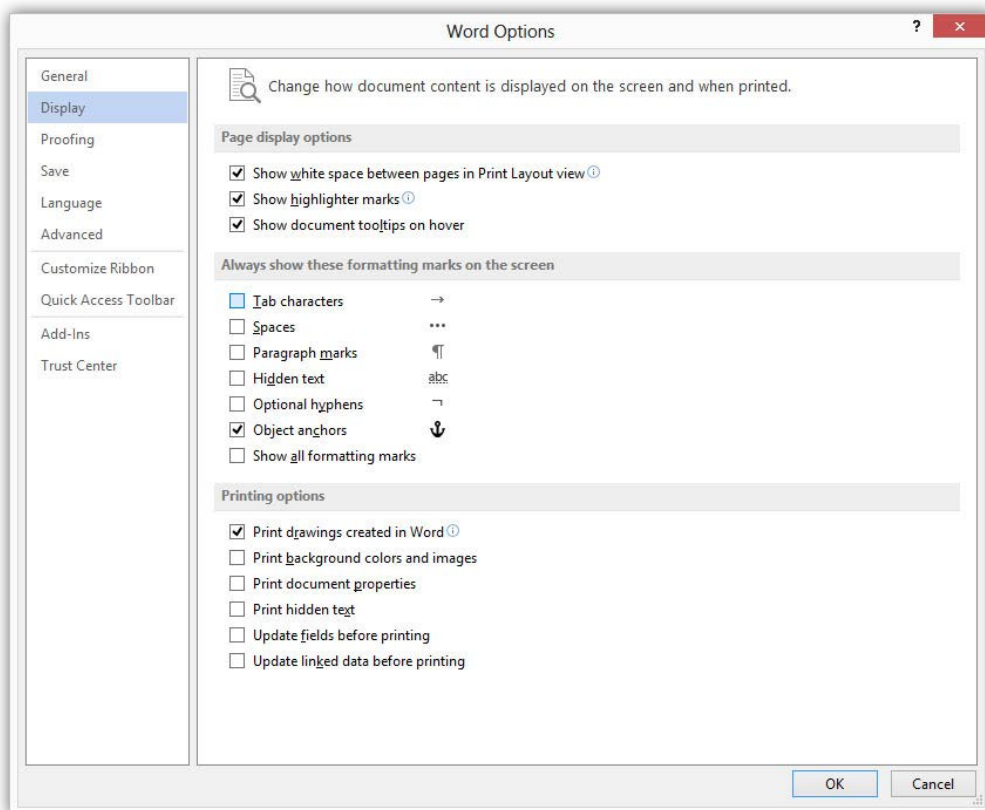 Word Options
?
General
Display
Proofing
Save
Language
Advanced
Customize Ribbon
Quick Access Toolbar
Add-Ins
Trust Center
Change how document content is displayed on the screen and when printed.
Page display options
Show white space between pages in Print Layout view
Show highlighter marks
Show document tooltips on hover
Always show these formatting marks on the screen
Tab characters →
Spaces •••
Paragraph marks ¶
Hidden text abc
Optional hyphens ¬
Object anchors
Show all formatting marks
Printing options
Print drawings created in Word
Print background colors and images
Print document properties
Print hidden text
Update fields before printing
Update linked data before printing
OK Cancel